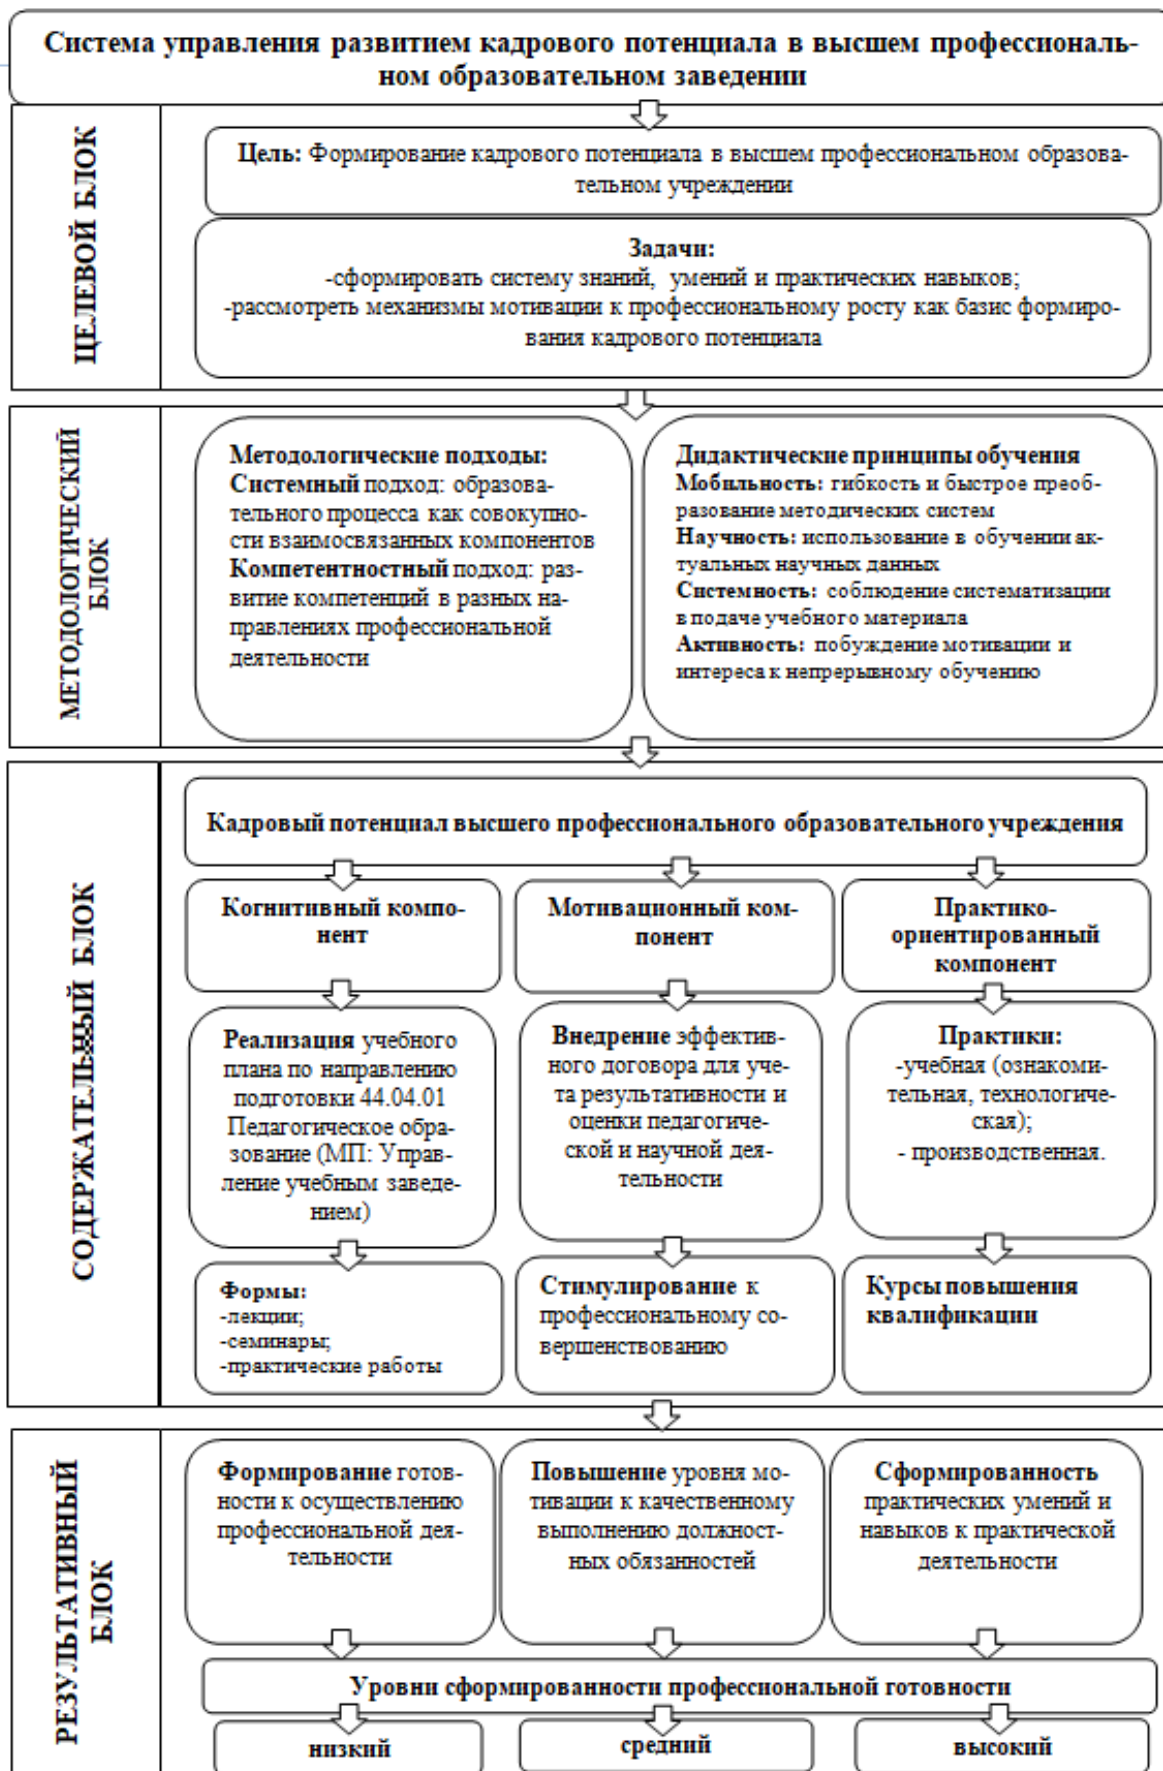 Система управления развитием кадрового потенциала в высшем профессиональ-
ном образовательном заведении
ЦЕЛЕВОЙ БЛОК
Цель: Формирование кадрового потенциала в высшем профессиональном образова-
тельном учреждении
Задачи:
-сформировать систему знаний, умений и практических навыков;
-рассмотреть механизмы мотивации к профессиональному росту как базис формиро-
вания кадрового потенциала
МЕТОДОЛОГИЧЕСКИЙ
БЛОК
Методологические подходы:
Системный подход: образова-
тельного процесса как совокупно-
сти взаимосвязанных компонентов
Компетентностный подход: раз-
витие компетенций в разных на-
правлениях профессиональной
деятельности
Дидактические принципы обучения
Мобильность: гибкость и быстрое преоб-
разование методических систем
Научность: использование в обучении ак-
туальных научных данных
Системность: соблюдение систематизации
в подаче учебного материала
Активность: побуждение мотивации и
интереса к непрерывному обучению
СОДЕРЖАТЕЛЬНЫЙ БЛОК
Кадровый потенциал высшего профессионального образовательного учреждения
Когнитивный компо-
нент
Мотивационный ком-
понент
Практико-
ориентированный
компонент
Реализация учебного
плана по направлению
подготовки 44.04.01
Педагогическое обра-
зование (МП: Управ-
ление учебным заведе-
нием)
Внедрение эффектив-
ного договора для уче-
та результативности и
оценки педагогиче-
ской и научной дея-
тельности
Практики:
-учебная (ознакоми-
тельная, технологиче-
ская);
- производственная.
Формы:
-лекции;
-семинары;
-практические работы
Стимулирование к
профессиональному со-
вершенствованию
Курсы повышения
квалификации
РЕЗУЛЬТАТИВНЫЙ
БЛОК
Формирование готов-
ности к осуществлению
профессиональной дея-
тельности
Повышение уровня мо-
тивации к качественному
выполнению должност-
ных обязанностей
Сформированность
практических умений и
навыков к практической
деятельности
Уровни сформированности профессиональной готовности
низкий
средний
высокий